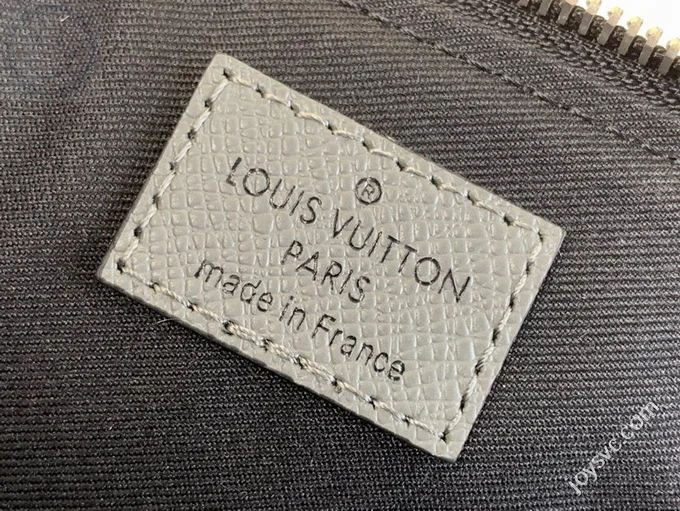 ®
LOUIS VUITTON
PARIS
made in France
joysvc.com